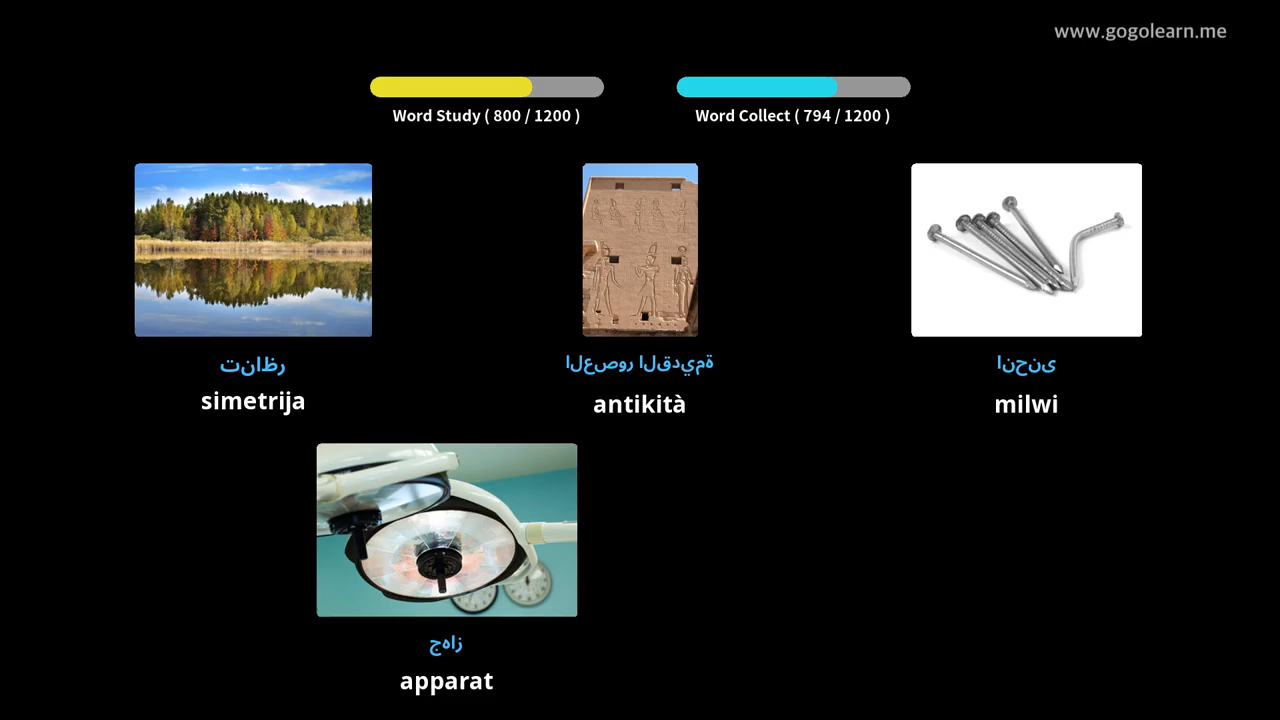 www.gogolearn.me
Word Study ( 800 / 1200 )
Word Collect ( 794 / 1200 )
تناظر
simetrija
العصور القديمة
antikità
انحنى
milwi
جهاز
apparat